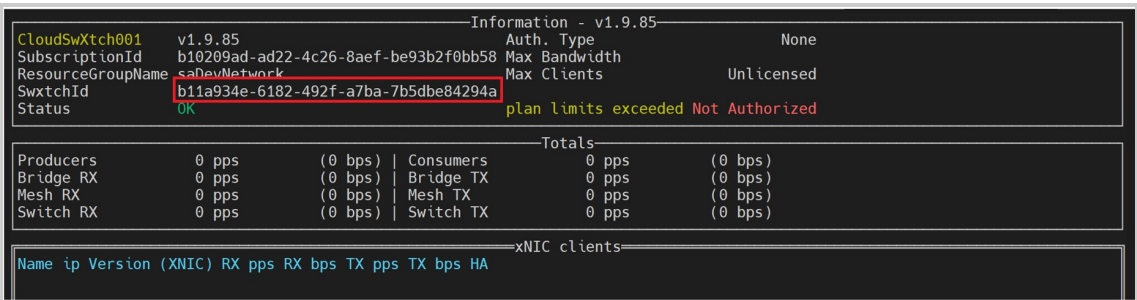 Information - v1.9.85
CloudSwXtch001 v1.9.85 Auth. Type None
SubscriptionId b10209ad-ad22-4c26-8aef-be93b2f0bb58 Max Bandwidth
ResourceGroupName saDevNetwork Max Clients Unlicensed
SwxtchId b11a934e-6182-492f-a7ba-7b5dbe84294a
Status OK plan limits exceeded Not Authorized
Totals
Producers 0 pps (0 bps) | Consumers 0 pps (0 bps)
Bridge RX 0 pps (0 bps) | Bridge TX 0 pps (0 bps)
Mesh RX 0 pps (0 bps) | Mesh TX 0 pps (0 bps)
Switch RX 0 pps (0 bps) | Switch TX 0 pps (0 bps)
xNIC clients
Name ip Version (XNIC) RX pps RX bps TX pps TX bps HA